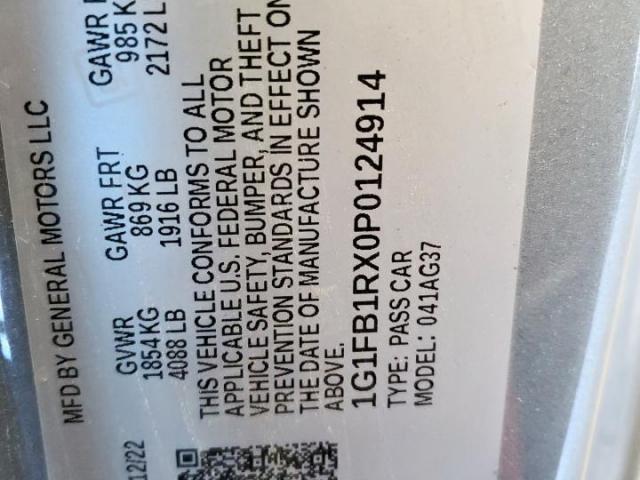 MFD BY GENERAL MOTORS LLC
12/22
GVWR GAWR FRT GAWR
1854KG 869 KG 985
4088 LB 1916 LB 2172
THIS VEHICLE CONFORMS TO ALL
APPLICABLE U.S. FEDERAL MOTOR
VEHICLE SAFETY, BUMPER, AND THEFT
PREVENTION STANDARDS IN EFFECT ON
THE DATE OF MANUFACTURE SHOWN
ABOVE.
1G1FB1RX0P0124914
TYPE: PASS CAR
MODEL: 041AG37